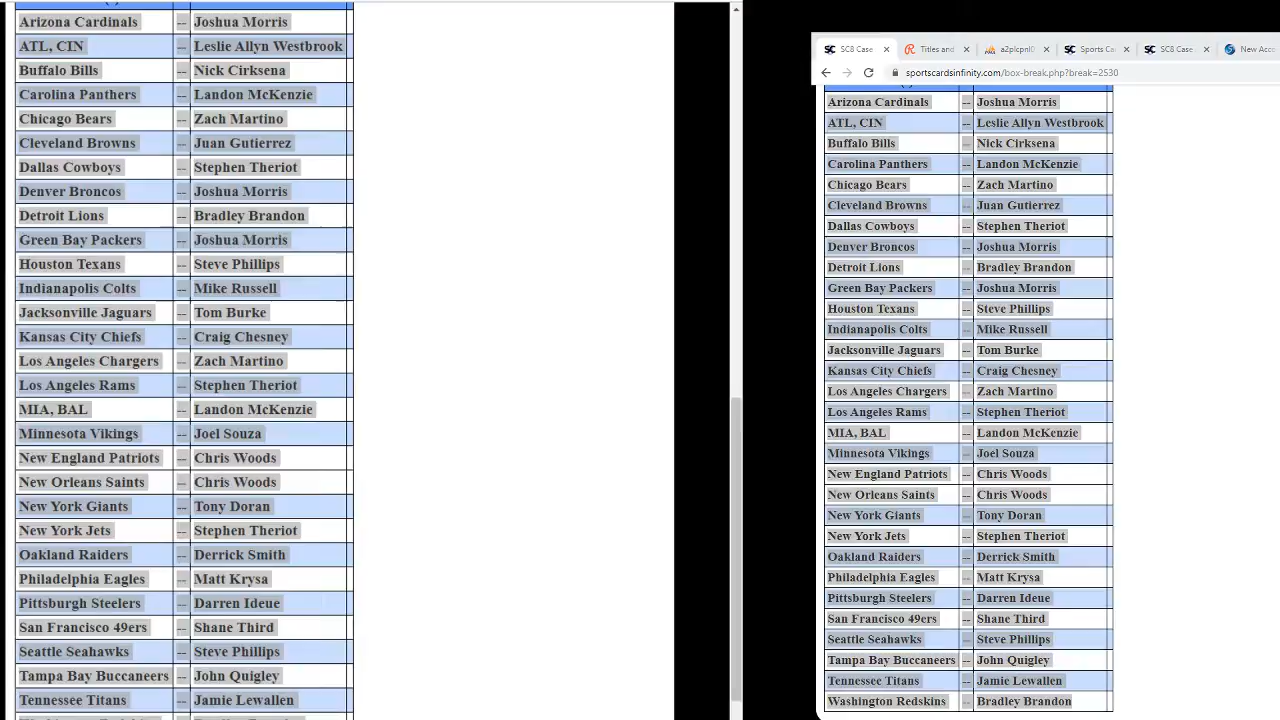 Arizona Cardinals -- Joshua Morris
ATL, CIN -- Leslie Allyn Westbrook
Buffalo Bills -- Nick Cirksena
Carolina Panthers -- Landon McKenzie
Chicago Bears -- Zach Martino
Cleveland Browns -- Juan Gutierrez
Dallas Cowboys -- Stephen Theriot
Denver Broncos -- Joshua Morris
Detroit Lions -- Bradley Brandon
Green Bay Packers -- Joshua Morris
Houston Texans -- Steve Phillips
Indianapolis Colts -- Mike Russell
Jacksonville Jaguars -- Tom Burke
Kansas City Chiefs -- Craig Chesney
Los Angeles Chargers -- Zach Martino
Los Angeles Rams -- Stephen Theriot
MIA, BAL -- Landon McKenzie
Minnesota Vikings -- Joel Souza
New England Patriots -- Chris Woods
New Orleans Saints -- Chris Woods
New York Giants -- Tony Doran
New York Jets -- Stephen Theriot
Oakland Raiders -- Derrick Smith
Philadelphia Eagles -- Matt Krysa
Pittsburgh Steelers -- Darren Ideue
San Francisco 49ers -- Shane Third
Seattle Seahawks -- Steve Phillips
Tampa Bay Buccaneers -- John Quigley
Tennessee Titans -- Jamie Lewallen
SC8 Case Titles and a2plcpnl0 Sports Ca SC8 Case New Acc
sportscardsinfinity.com/box-break.php?break=2530
Arizona Cardinals -- Joshua Morris
ATL, CIN -- Leslie Allyn Westbrook
Buffalo Bills -- Nick Cirksena
Carolina Panthers -- Landon McKenzie
Chicago Bears -- Zach Martino
Cleveland Browns -- Juan Gutierrez
Dallas Cowboys -- Stephen Theriot
Denver Broncos -- Joshua Morris
Detroit Lions -- Bradley Brandon
Green Bay Packers -- Joshua Morris
Houston Texans -- Steve Phillips
Indianapolis Colts -- Mike Russell
Jacksonville Jaguars -- Tom Burke
Kansas City Chiefs -- Craig Chesney
Los Angeles Chargers -- Zach Martino
Los Angeles Rams -- Stephen Theriot
MIA, BAL -- Landon McKenzie
Minnesota Vikings -- Joel Souza
New England Patriots -- Chris Woods
New Orleans Saints -- Chris Woods
New York Giants -- Tony Doran
New York Jets -- Stephen Theriot
Oakland Raiders -- Derrick Smith
Philadelphia Eagles -- Matt Krysa
Pittsburgh Steelers -- Darren Ideue
San Francisco 49ers -- Shane Third
Seattle Seahawks -- Steve Phillips
Tampa Bay Buccaneers -- John Quigley
Tennessee Titans -- Jamie Lewallen
Washington Redskins -- Bradley Brandon